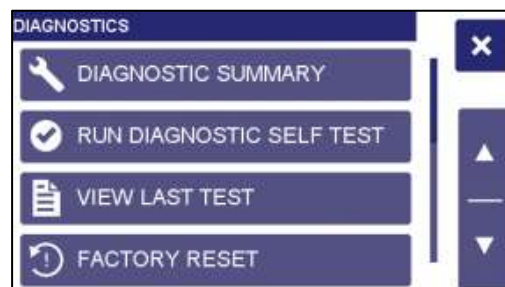 DIAGNOSTICS
DIAGNOSTIC SUMMARY
RUN DIAGNOSTIC SELF TEST
VIEW LAST TEST
FACTORY RESET